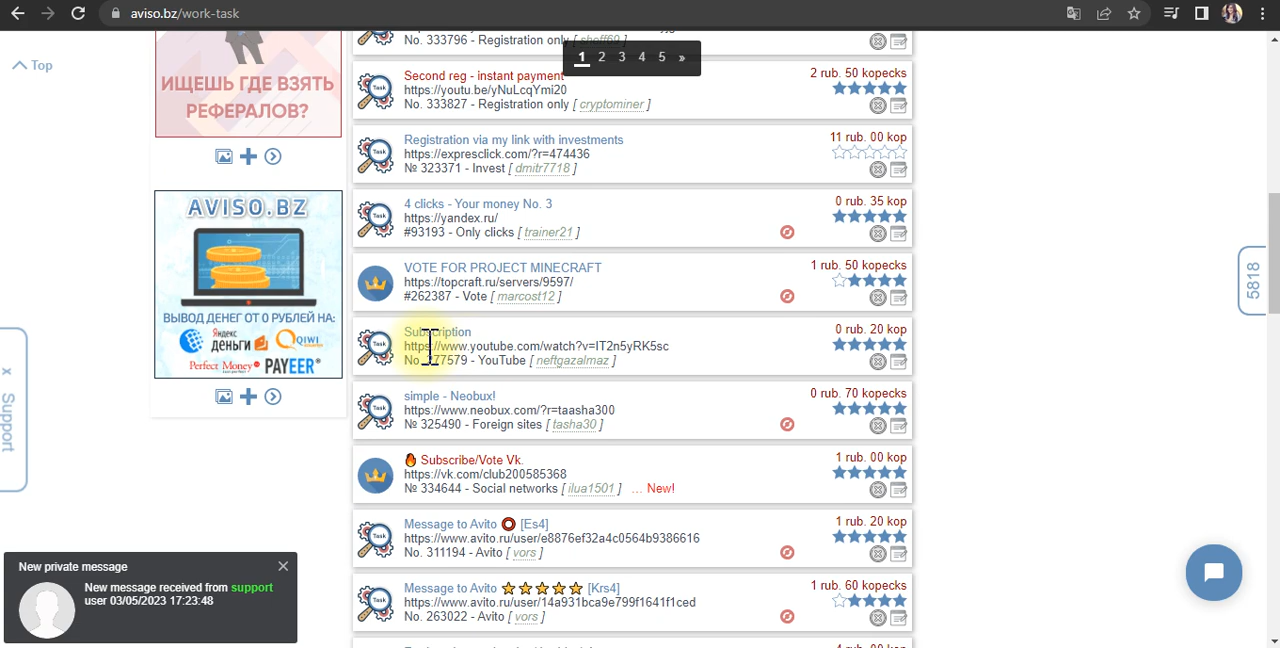 aviso.bz/work-task
Top
ИЩЕШЬ ГДЕ ВЗЯТЬ
РЕФЕРАЛОВ?
AVISO.BZ
ВЫВОД ДЕНЕГ ОТ 0 РУБЛЕЙ НА:
Яндекс
деньги
QIWI
Perfect Money
PAYEER
x Support
1 2 3 4 5 »
No. 333796 - Registration only [ sheff69 ]
Second reg - instant payment
2 rub. 50 kopecks
https://youtu.be/yNuLcqYmi20
No. 333827 - Registration only [ cryptominer ]
Task
Registration via my link with investments
11 rub. 00 kop
https://expresclick.com/?r=474436
№ 323371 - Invest [ dmitr7718 ]
Task
4 clicks - Your money No. 3
0 rub. 35 kop
https://yandex.ru/
#93193 - Only clicks [ trainer21 ]
Task
VOTE FOR PROJECT MINECRAFT
1 rub. 50 kopecks
https://topcraft.ru/servers/9597/
#262387 - Vote [ marcost12 ]
Subscription
0 rub. 20 kop
https://www.youtube.com/watch?v=IT2n5yRK5sc
No. 277579 - YouTube [ neftgazalmaz ]
Task
simple - Neobux!
0 rub. 70 kopecks
https://www.neobux.com/?r=taasha300
№ 325490 - Foreign sites [ tasha30 ]
Task
🔥 Subscribe/Vote Vk.
1 rub. 00 kop
https://vk.com/club200585368
№ 334644 - Social networks [ ilua1501 ] ... New!
Message to Avito ⭕ [Es4]
1 rub. 20 kop
https://www.avito.ru/user/e8876ef32a4c0564b9386616
No. 311194 - Avito [ vors ]
Task
Message to Avito ⭐⭐⭐⭐⭐ [Krs4]
1 rub. 60 kopecks
https://www.avito.ru/user/14a931bca9e799f1641f1ced
No. 263022 - Avito [ vors ]
Task
5818
New private message
New message received from support
user 03/05/2023 17:23:48